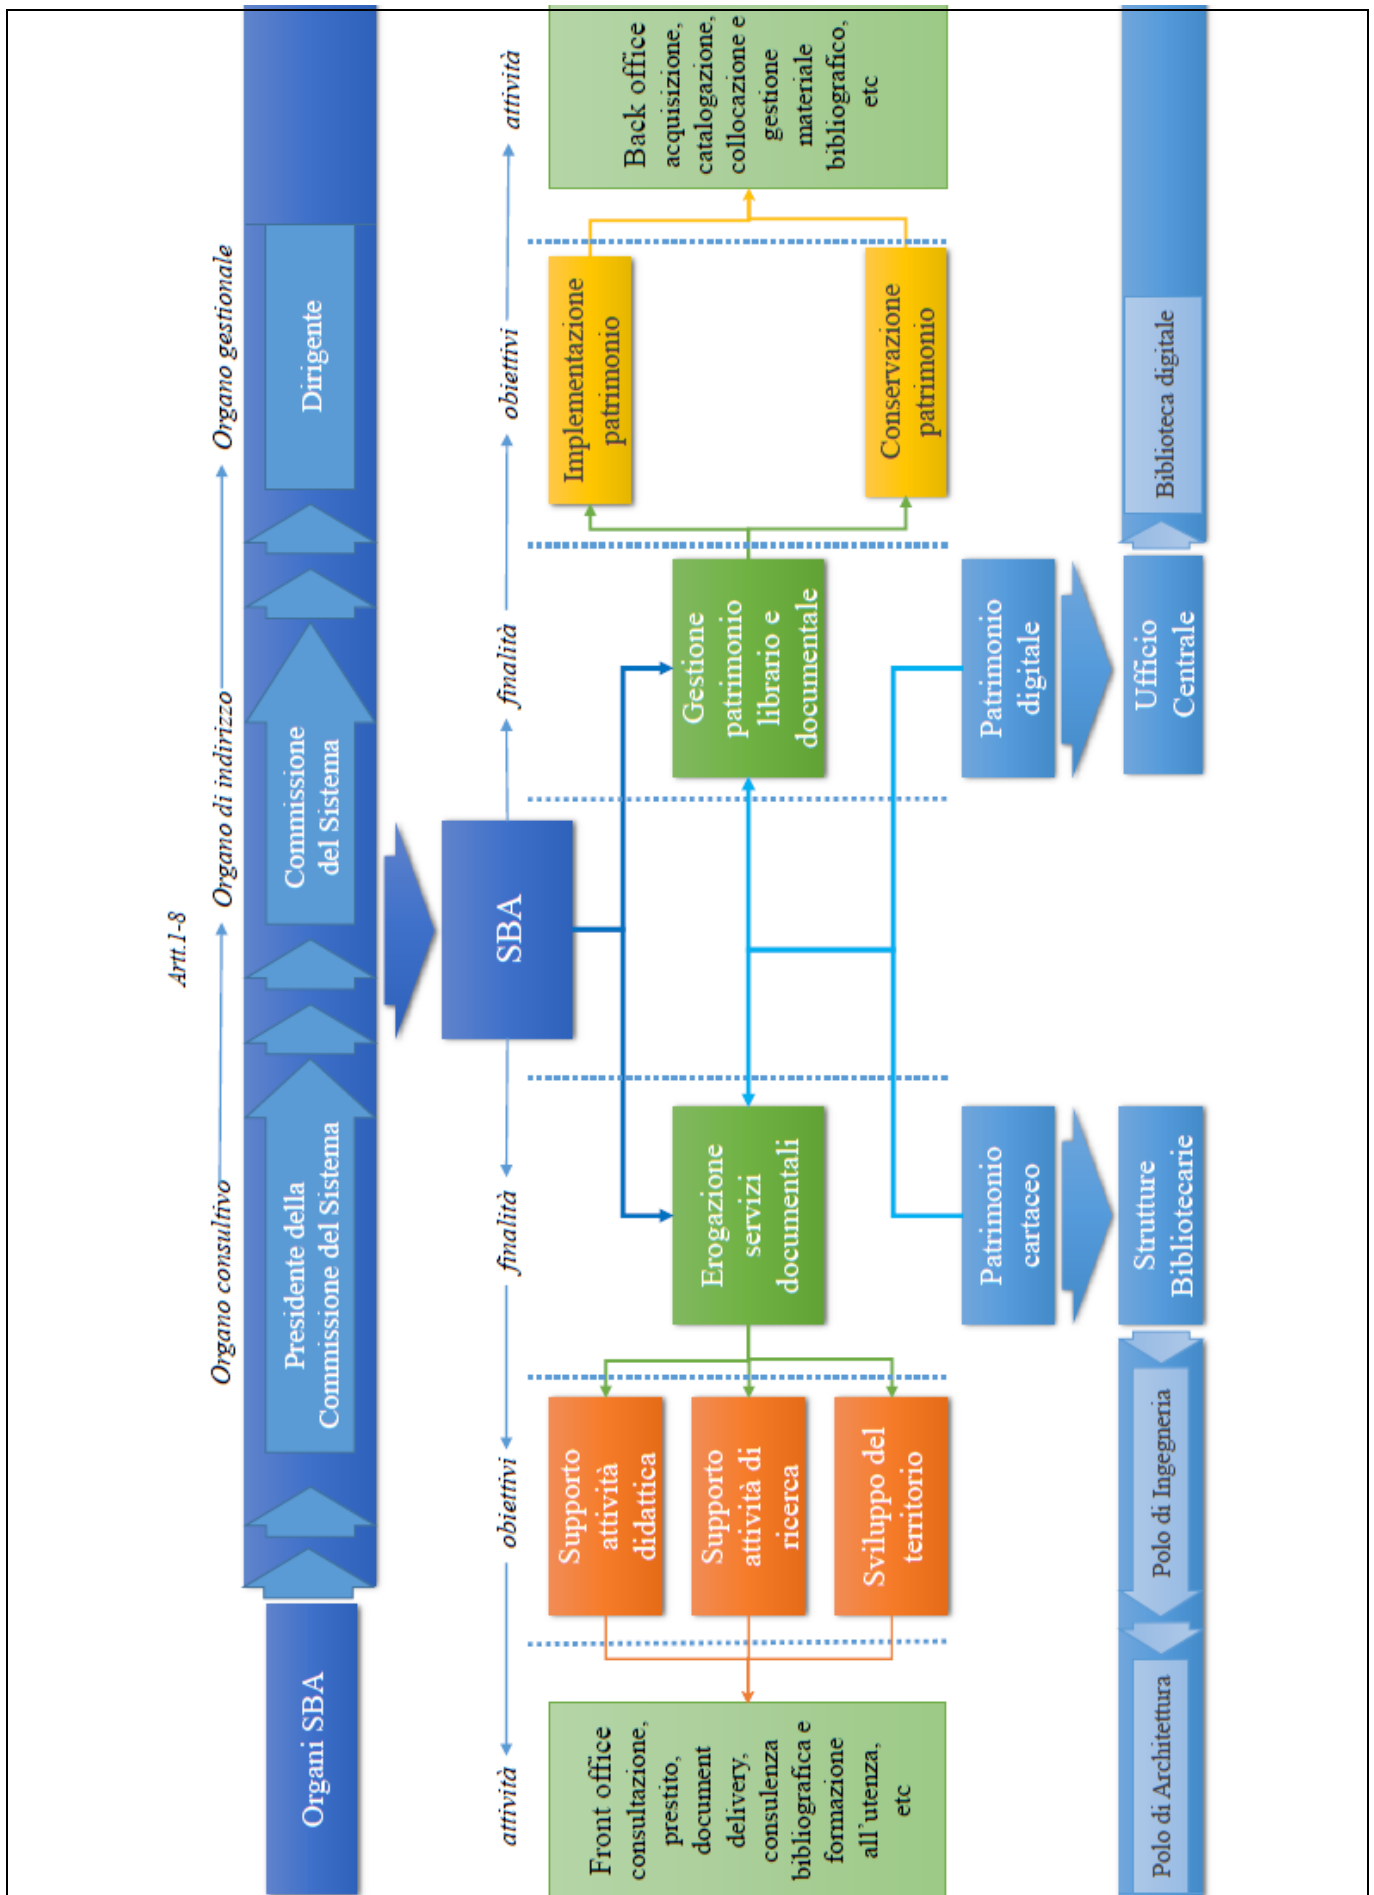 Artt.1-8
Organo consultivo
Organo di indirizzo
Organo gestionale
Organi SBA
Presidente della
Commissione del Sistema
Commissione
del Sistema
Dirigente
SBA
attività
obiettivi
finalità
finalità
obiettivi
attività
Front office
consultazione,
prestito,
document
delivery,
consulenza
bibliografica e
formazione
all'utenza,
etc
Supporto
attività
didattica
Supporto
attività di
ricerca
Sviluppo del
territorio
Erogazione
servizi
documentali
Gestione
patrimonio
librario e
documentale
Implementazione
patrimonio
Conservazione
patrimonio
Back office
acquisizione,
catalogazione,
collocazione e
gestione
materiale
bibliografico,
etc
Patrimonio
cartaceo
Patrimonio
digitale
Polo di Architettura
Polo di Ingegneria
Strutture
Bibliotecarie
Ufficio
Centrale
Biblioteca digitale